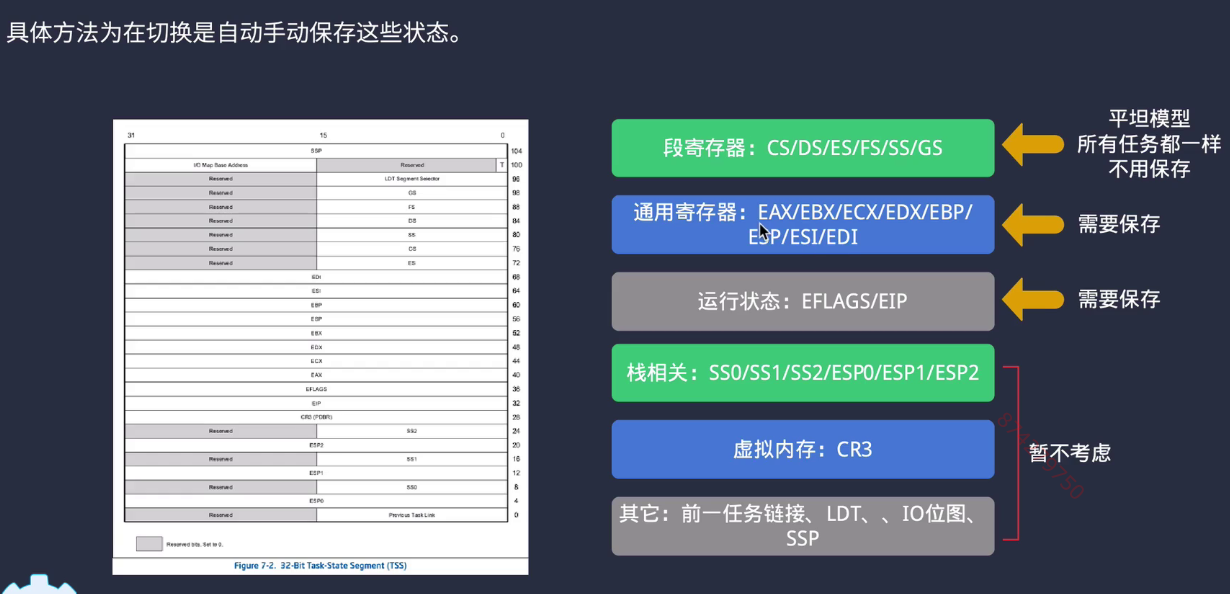 具体方法为在切换是自动手动保存这些状态。
31 15 0
SSP 104
I/O Map Base Address Reserved T 100
Reserved LDT Segment Selector 96
Reserved GS
Reserved FS 88
Reserved DS 84
Reserved SS 80
Reserved CS 76
Reserved ES 72
EDI 68
ESI 64
EBP 60
ESP 56
EBX 52
EDX 48
ECX 44
EAX 40
EFLAGS 36
EIP 32
CR3 (PDBR) 28
Reserved SS2 24
ESP2 20
Reserved SS1 16
ESP1 12
Reserved SS0 8
ESP0 4
Reserved Previous Task Link 0
Reserved bits. Set to 0.
Figure 7-2. 32-Bit Task-State Segment (TSS)
段寄存器：CS/DS/ES/FS/SS/GS
平坦模型
所有任务都一样
不用保存
通用寄存器：EAX/EBX/ECX/EDX/EBP/
ESP/ESI/EDI
需要保存
运行状态：EFLAGS/EIP
需要保存
栈相关：SS0/SS1/SS2/ESP0/ESP1/ESP2
虚拟内存：CR3
其它：前一任务链接、LDT、、IO位图、
SSP
暂不考虑